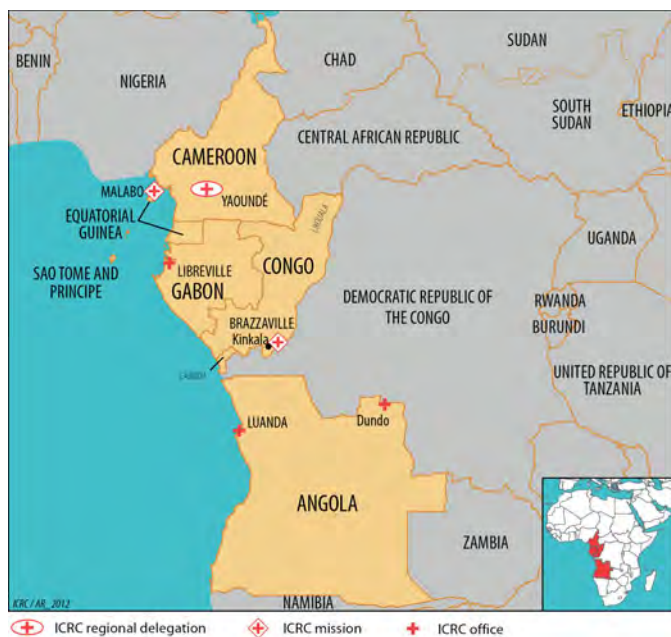 SUDAN
CHAD
BENIN
NIGERIA
SOUTH
SUDAN
ETHIOPIA
CENTRAL AFRICAN REPUBLIC
CAMEROON
MALABO
YAOUNDÉ
EQUATORIAL
GUINEA
LIKOUALA
UGANDA
CONGO
SAO TOME AND
PRINCIPE
LIBREVILLE
GABON
DEMOCRATIC REPUBLIC OF
THE CONGO
RWANDA
BURUNDI
BRAZZAVILLE
Kinkala
UNITED REPUBLIC OF
TANZANIA
CABINDA
LUANDA
Dundo
ANGOLA
ZAMBIA
NAMIBIA
ICRC / AR_2012
ICRC regional delegation
ICRC mission
ICRC office